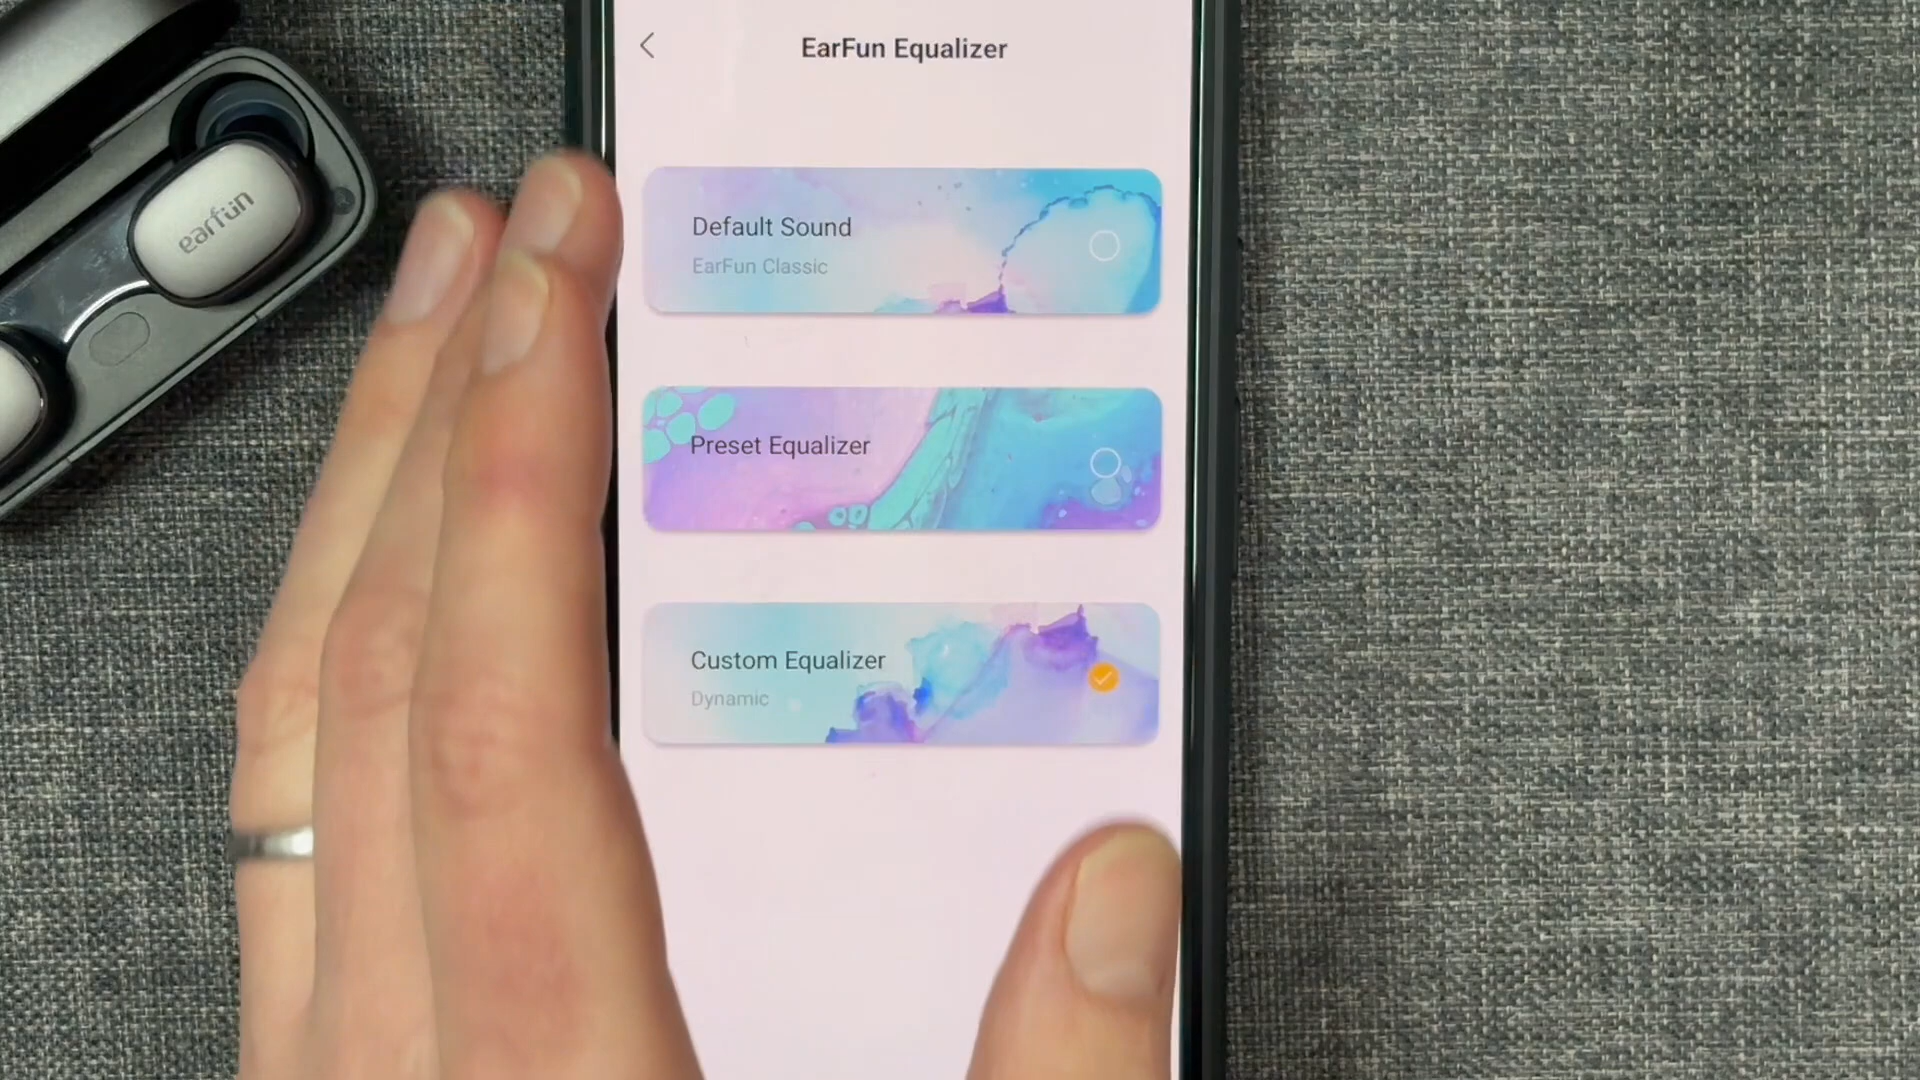 EarFun Equalizer
earfun
Default Sound
EarFun Classic
Preset Equalizer
Custom Equalizer
Dynamic